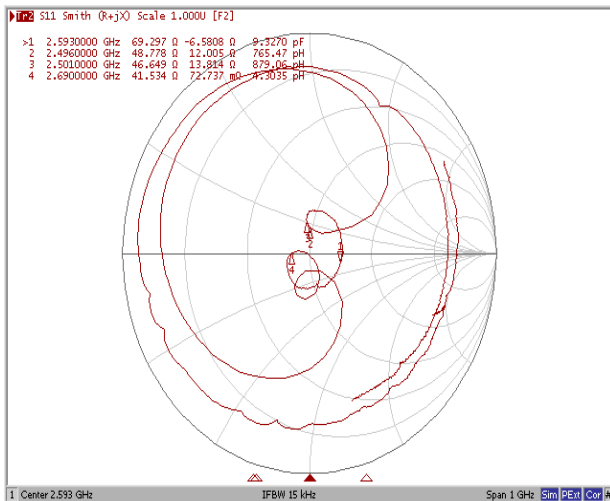 Tr2 S11 Smith (R+jX) Scale 1.000U [F2]
>1 2.5930000 GHz 69.297 Ω -6.5808 Ω 9.3270 pF
2 2.4960000 GHz 48.778 Ω 12.005 Ω 765.47 pH
3 2.5010000 GHz 46.649 Ω 13.814 Ω 879.06 pH
4 2.6900000 GHz 41.534 Ω 72.737 mΩ 4.3035 pH
1
2
4
1 Center 2.593 GHz IFBW 15 kHz Span 1 GHz Sim PExt Cor